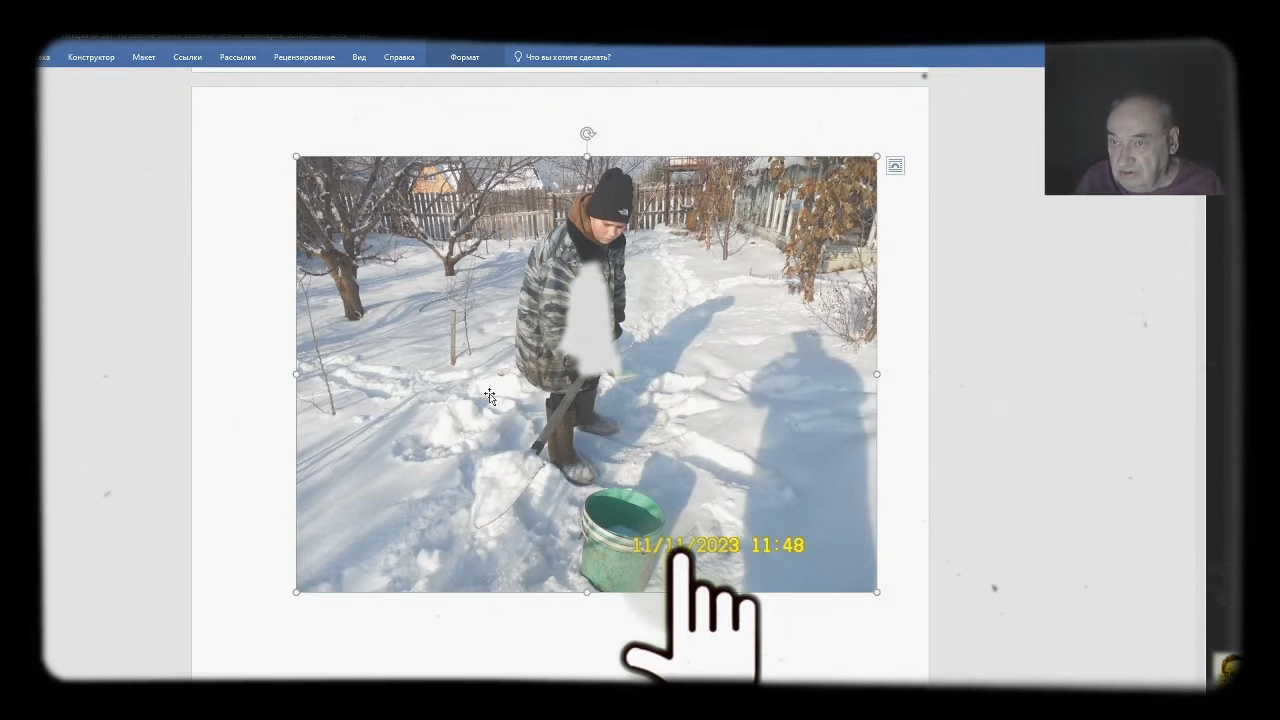 Конструктор
Макет
Ссылки
Рассылки
Рецензирование
Вид
Справка
Формат
Что вы хотите сделать?
11/11/2023 11:48